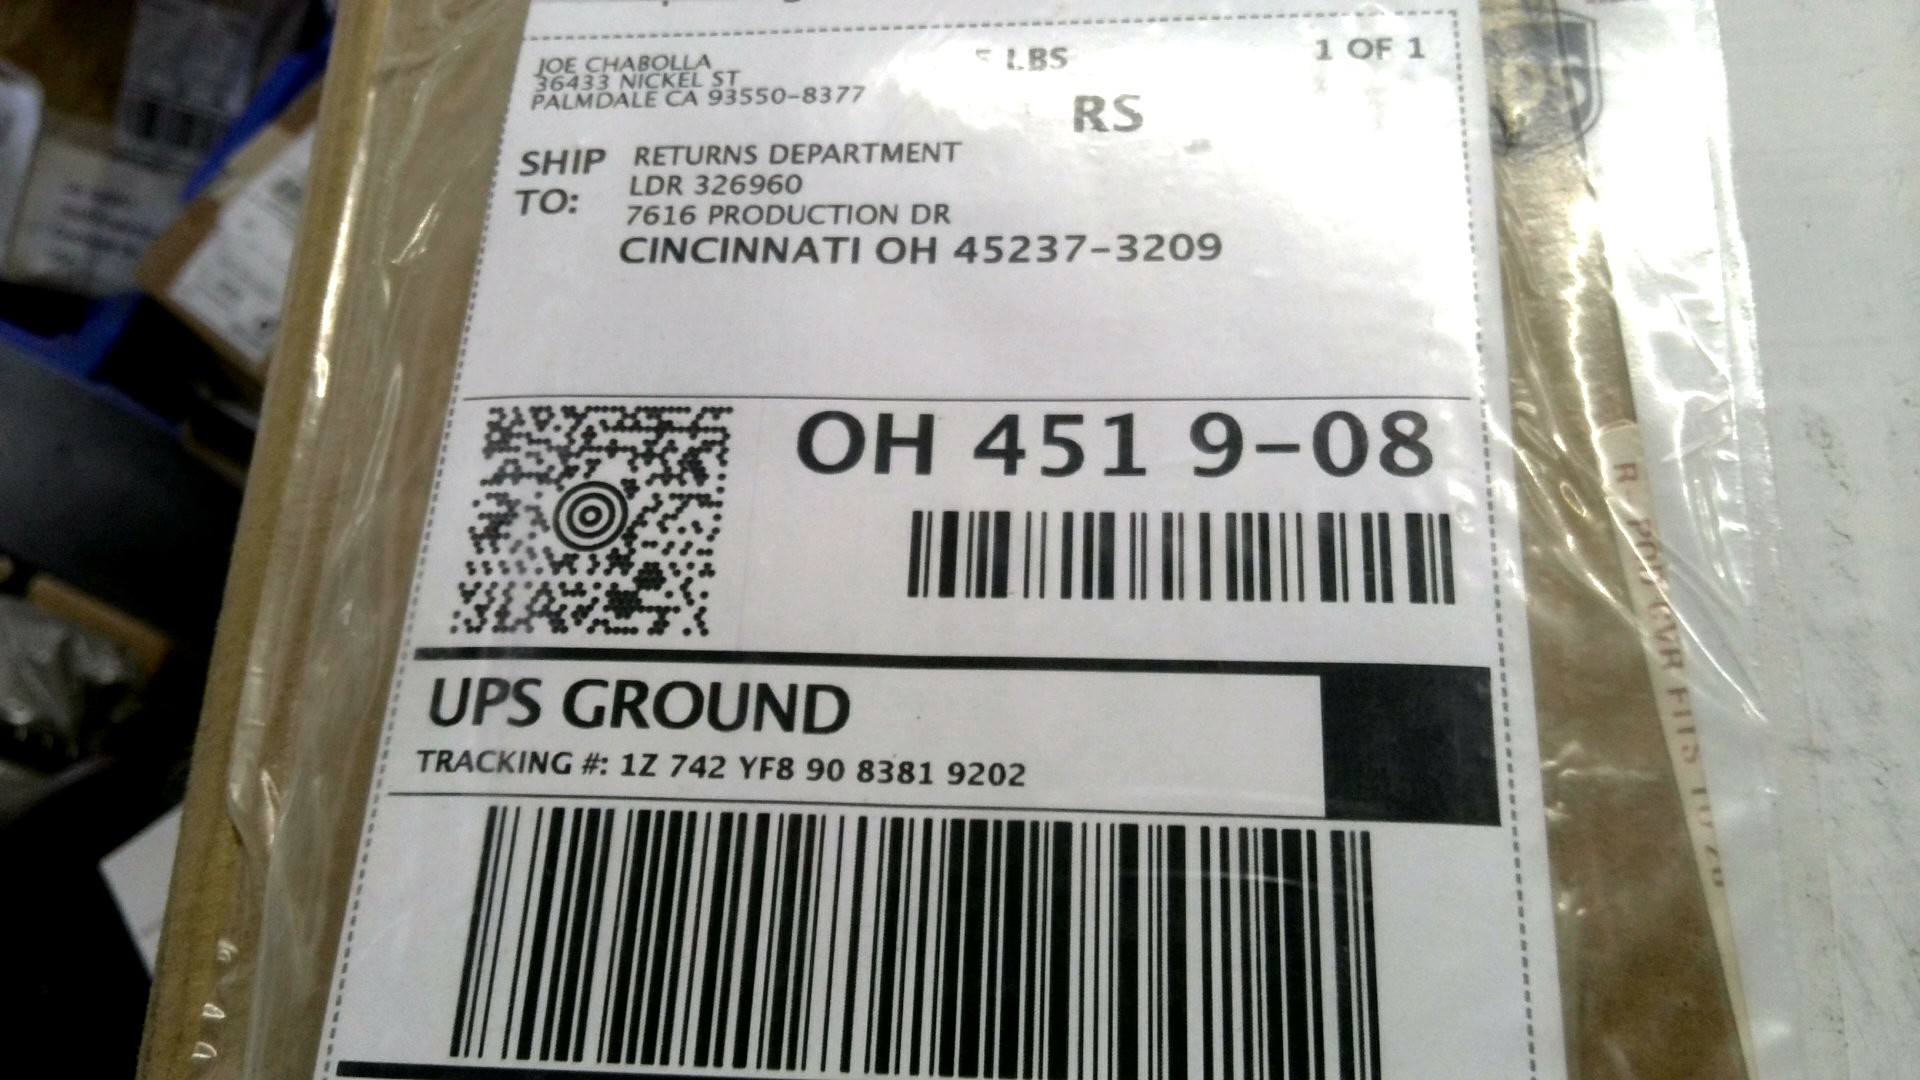 JOE CHABOLLA
36433 NICKEL ST
PALMDALE CA 93550-8377
LBS
1 OF 1
RS
SHIP TO:
RETURNS DEPARTMENT
LDR 326960
7616 PRODUCTION DR
CINCINNATI OH 45237-3209
OH 451 9-08
UPS GROUND
TRACKING #: 1Z 742 YF8 90 8381 9202